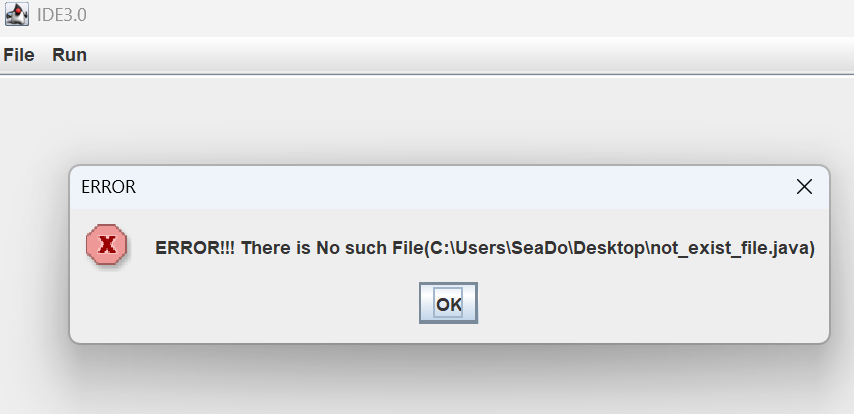 IDE3.0
File Run
ERROR
ERROR!!! There is No such File(C:\Users\SeaDo\Desktop\not_exist_file.java)
OK